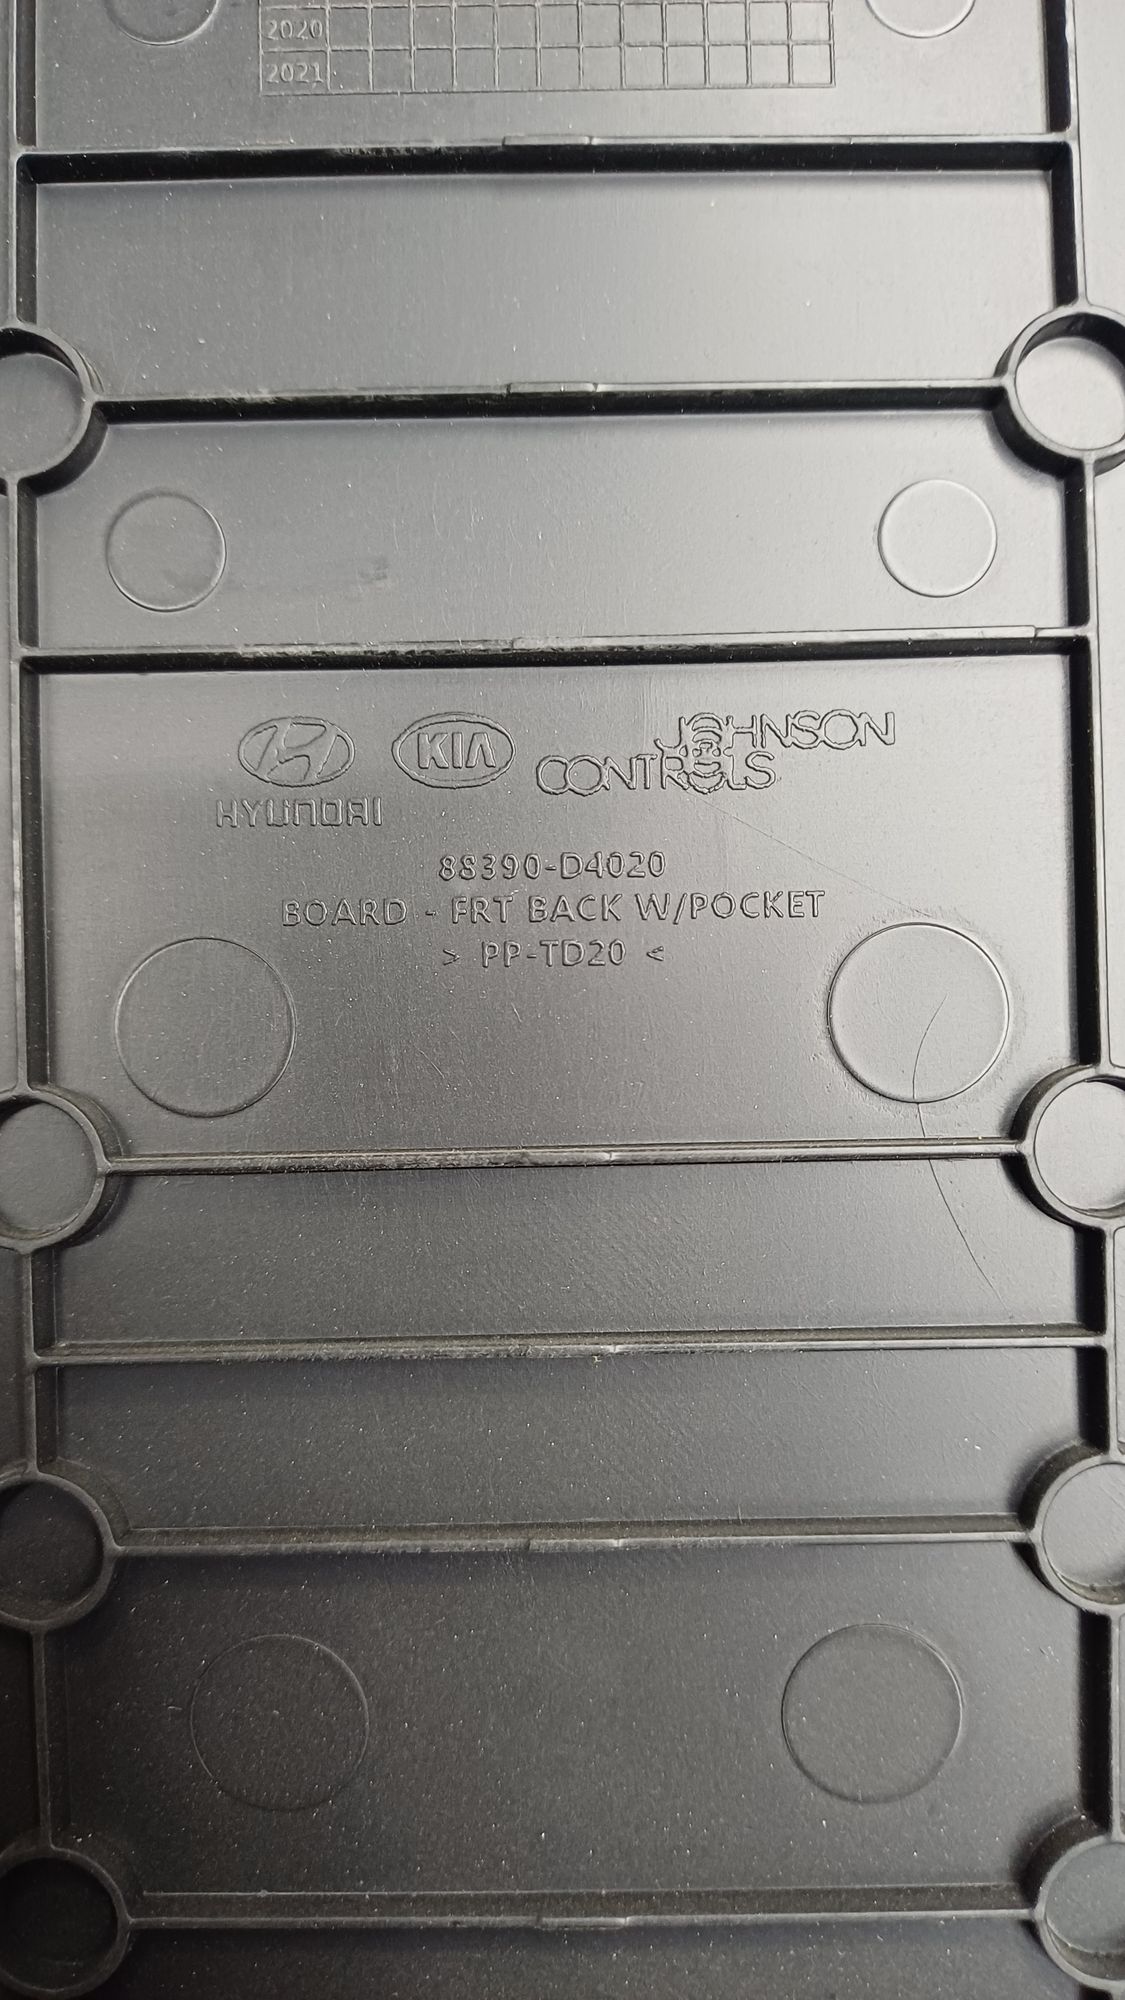 2020
2021
HYUNDAI
KIA
JOHNSON
CONTROLS
88390-D4020
BOARD - FRT BACK W/POCKET
> PP-TD20 <